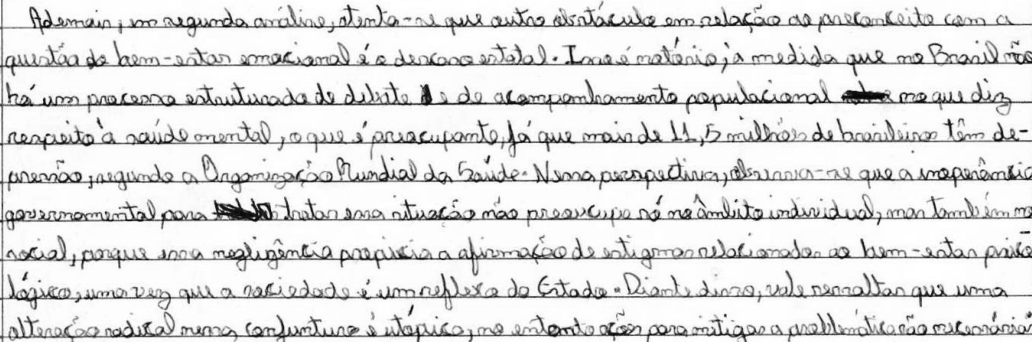 Ademais, em segunda análise, atenta-se que outro obstáculo em relação ao preconceito com a
questão do bem-estar emocional é o descaso estatal. Isso é notório, à medida que no Brasil não
há um processo estruturado de debate e de acompanhamento populacional no que diz
respeito à saúde mental, o que é preocupante, já que mais de 11,5 milhões de brasileiros têm de-
pressão, segundo a Organização Mundial da Saúde. Nessa perspectiva, observa-se que a inoperância
governamental para tratar essa situação não preocupa só no âmbito individual, mas também no
social, porque essa negligência propicia a afirmação de estigmas relacionados ao bem-estar psico
lógico, uma vez que a sociedade é um reflexo do Estado. Diante disso, vale ressaltar que uma
alteração radical nessa conjuntura é utópica, no entanto ações para mitigar a problemática são necessárias